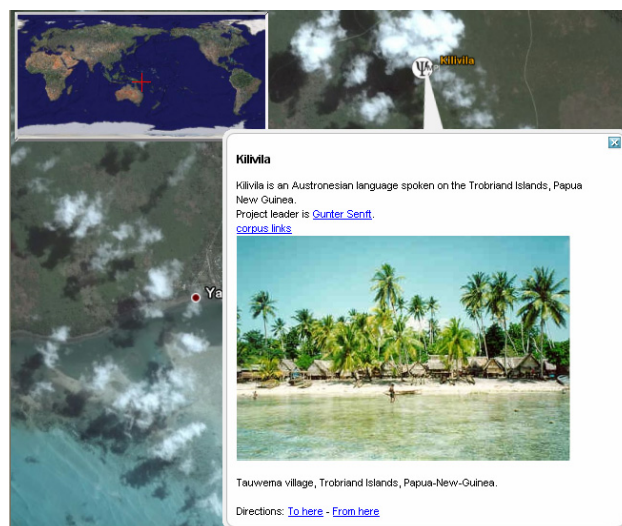 Kilivila
Ya
Kilivila
Kilivila is an Austronesian language spoken on the Trobriand Islands, Papua
New Guinea.
Project leader is Gunter Senft.
corpus links
Tauwema village, Trobriand Islands, Papua-New-Guinea.
Directions: To here - From here